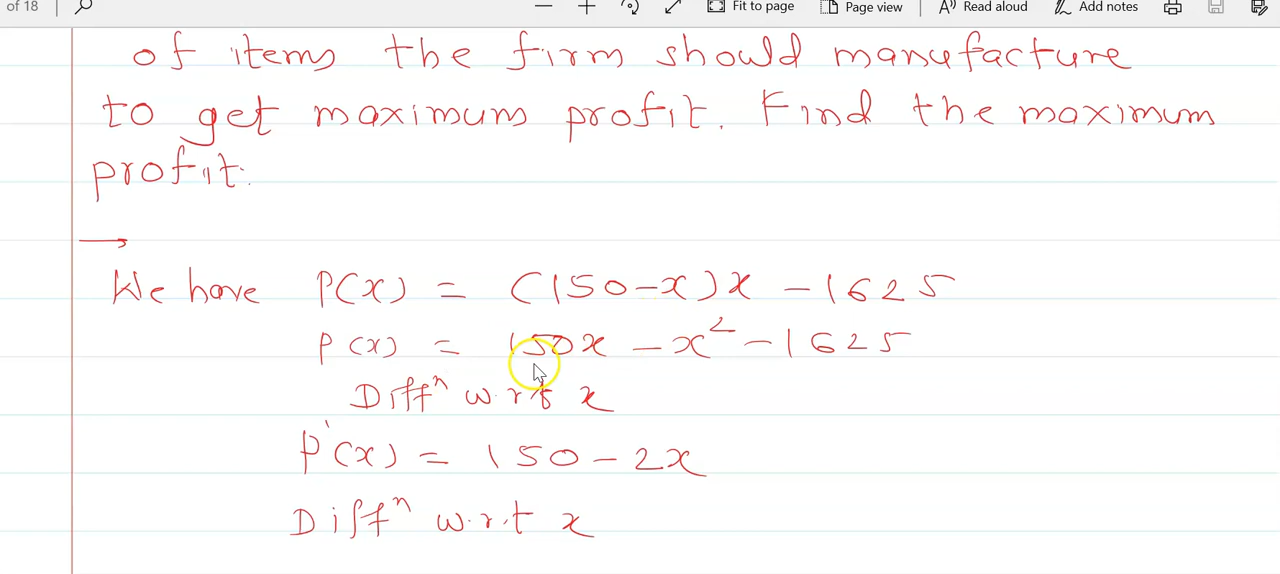 of 18 Fit to page Page view Read aloud Add notes
of items the firm should manufacture
to get maximum profit. Find the maximum
profit.
We have P(x) = (150-x)x - 1625
P(x) = 150x - x² - 1625
Diffⁿ w.r.t x
P'(x) = 150 - 2x
Diffⁿ w.r.t x